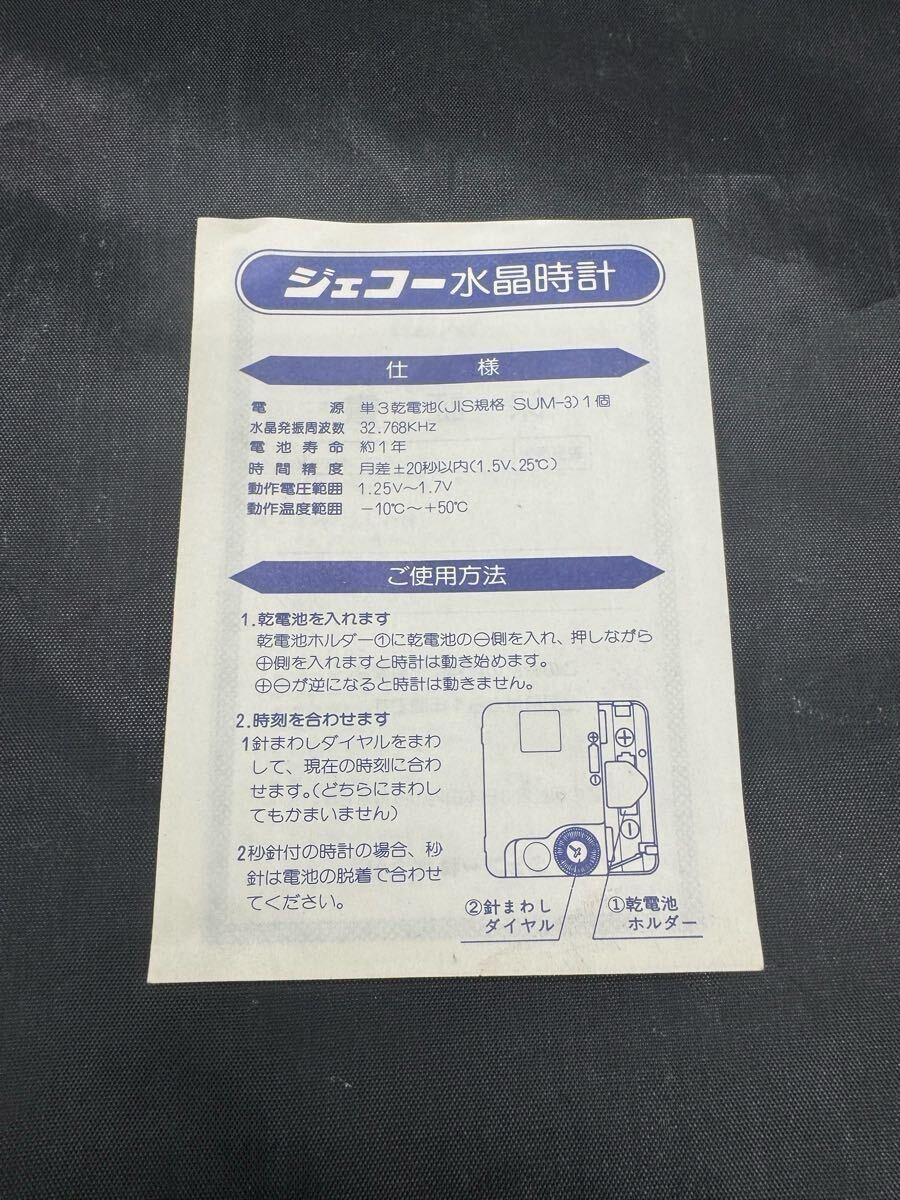 ジェコー水晶時計
仕様
電源 単3乾電池(JIS規格 SUM-3)1個
水晶発振周波数 32.768KHz
電池寿命 約1年
時間精度 月差±20秒以内(1.5V、25℃)
動作電圧範囲 1.25V〜1.7V
動作温度範囲 −10℃〜+50℃
ご使用方法
1.乾電池を入れます
乾電池ホルダー①に乾電池の⊖側を入れ、押しながら
⊕側を入れますと時計は動き始めます。
⊕⊖が逆になると時計は動きません。
2.時刻を合わせます
1針まわしダイヤルをまわ
して、現在の時刻に合わ
せます。(どちらにまわし
てもかまいません)
2秒針付の時計の場合、秒
針は電池の脱着で合わせ
てください。
⊕
⊖
⊕
⊖
②針まわし
ダイヤル
①乾電池
ホルダー